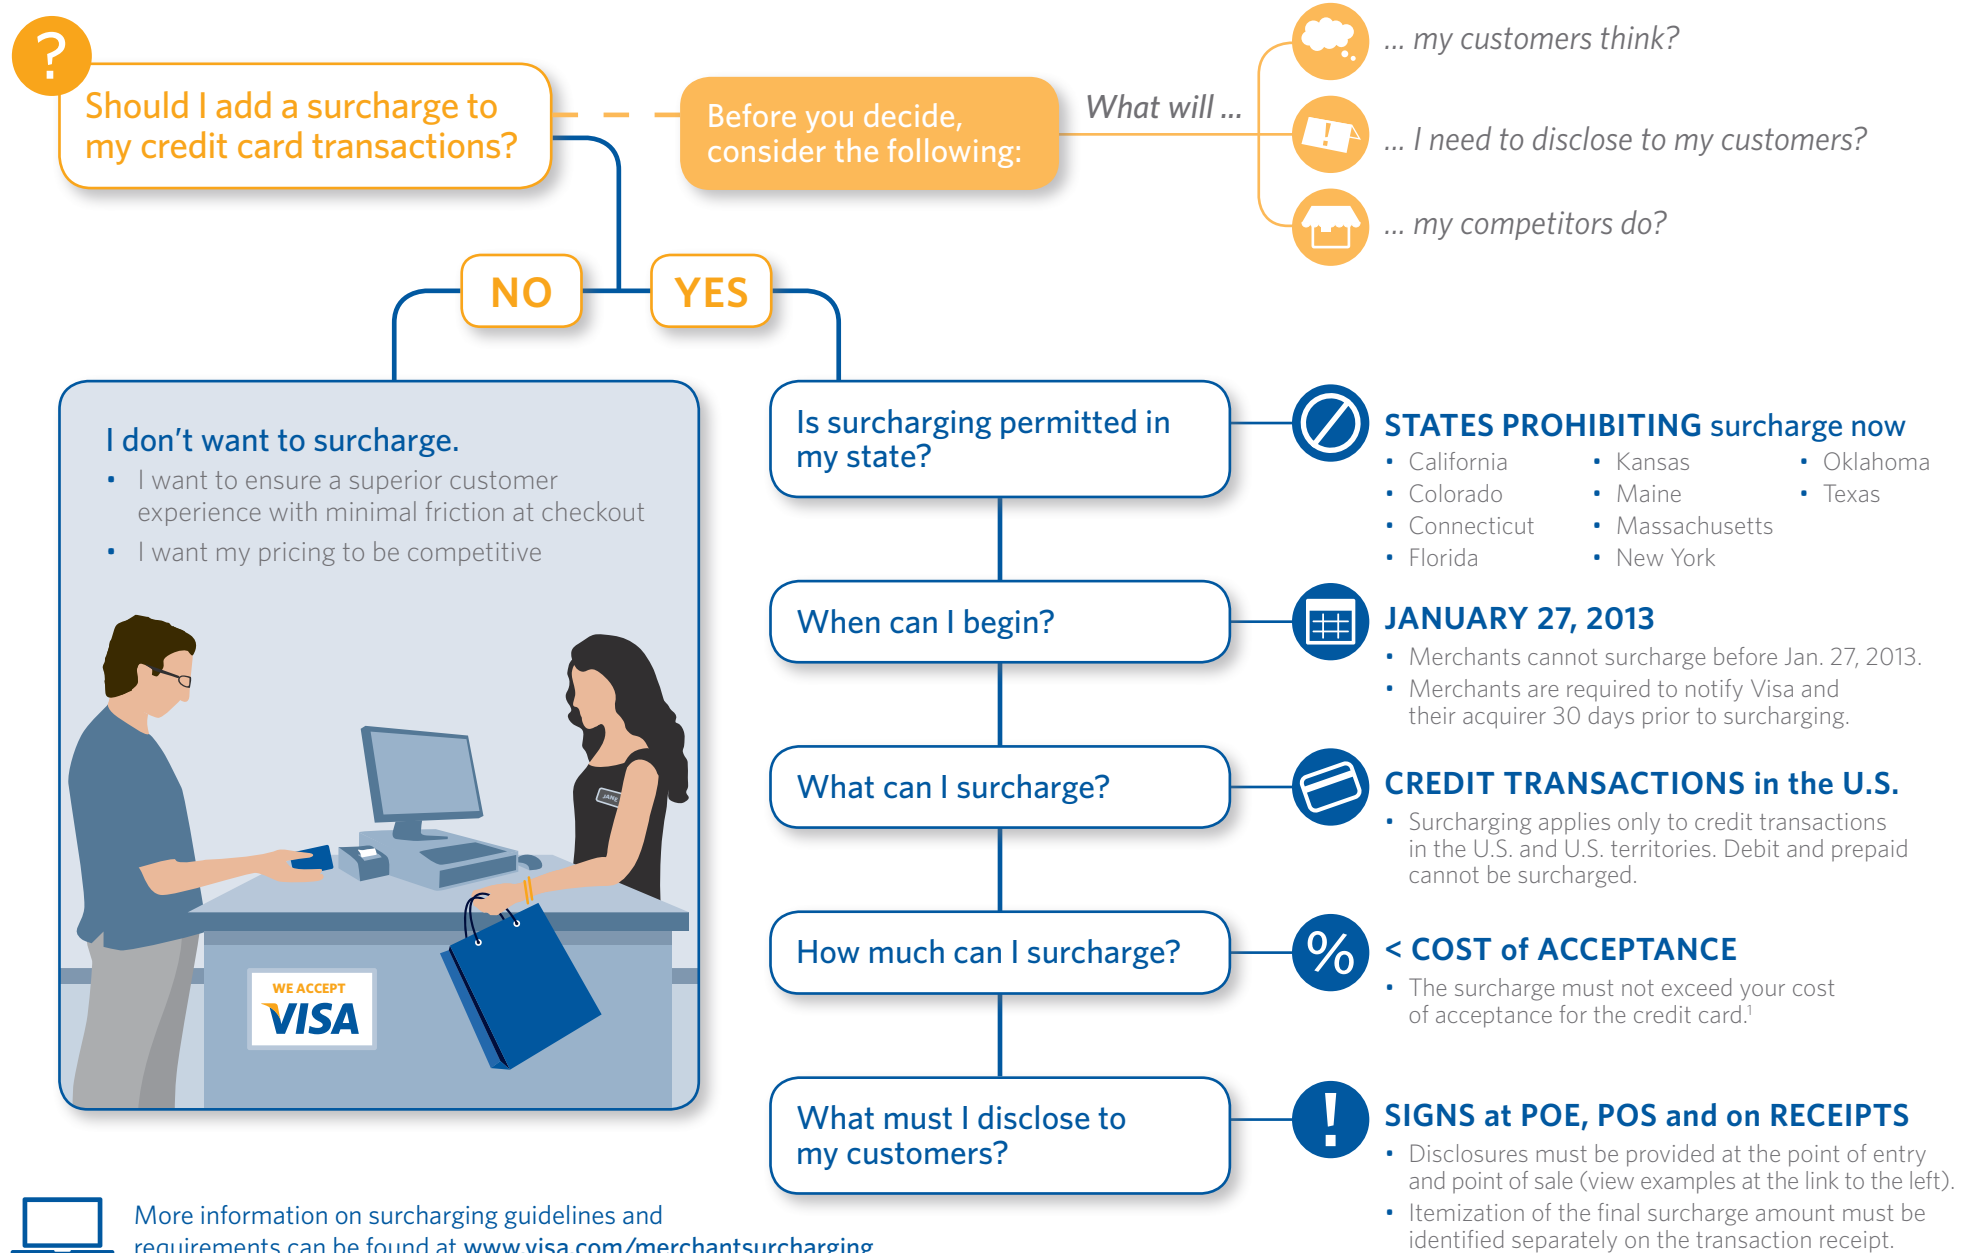 ?
Should I add a surcharge to
my credit card transactions?
Before you decide,
consider the following:
What will ...
... my customers think?
!
... I need to disclose to my customers?
... my competitors do?
NO
YES
I don't want to surcharge.
• I want to ensure a superior customer
experience with minimal friction at checkout
• I want my pricing to be competitive
JANE
WE ACCEPT
VISA
Is surcharging permitted in
my state?
STATES PROHIBITING surcharge now
• California
• Colorado
• Connecticut
• Florida
• Kansas
• Maine
• Massachusetts
• New York
• Oklahoma
• Texas
When can I begin?
JANUARY 27, 2013
• Merchants cannot surcharge before Jan. 27, 2013.
• Merchants are required to notify Visa and
their acquirer 30 days prior to surcharging.
What can I surcharge?
CREDIT TRANSACTIONS in the U.S.
• Surcharging applies only to credit transactions
in the U.S. and U.S. territories. Debit and prepaid
cannot be surcharged.
How much can I surcharge?
%
< COST of ACCEPTANCE
• The surcharge must not exceed your cost
of acceptance for the credit card.¹
What must I disclose to
my customers?
!
SIGNS at POE, POS and on RECEIPTS
• Disclosures must be provided at the point of entry
and point of sale (view examples at the link to the left).
• Itemization of the final surcharge amount must be
identified separately on the transaction receipt.
More information on surcharging guidelines and
requirements can be found at www.visa.com/merchantsurcharging